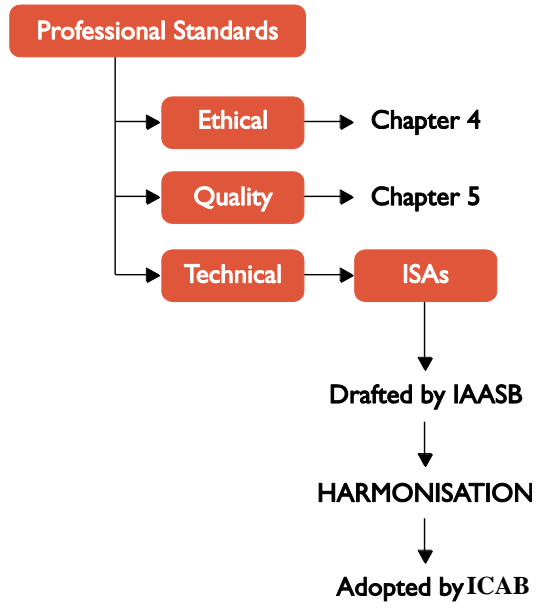 Professional Standards
Ethical
Chapter 4
Quality
Chapter 5
Technical
ISAs
Drafted by IAASB
HARMONISATION
Adopted by ICAB